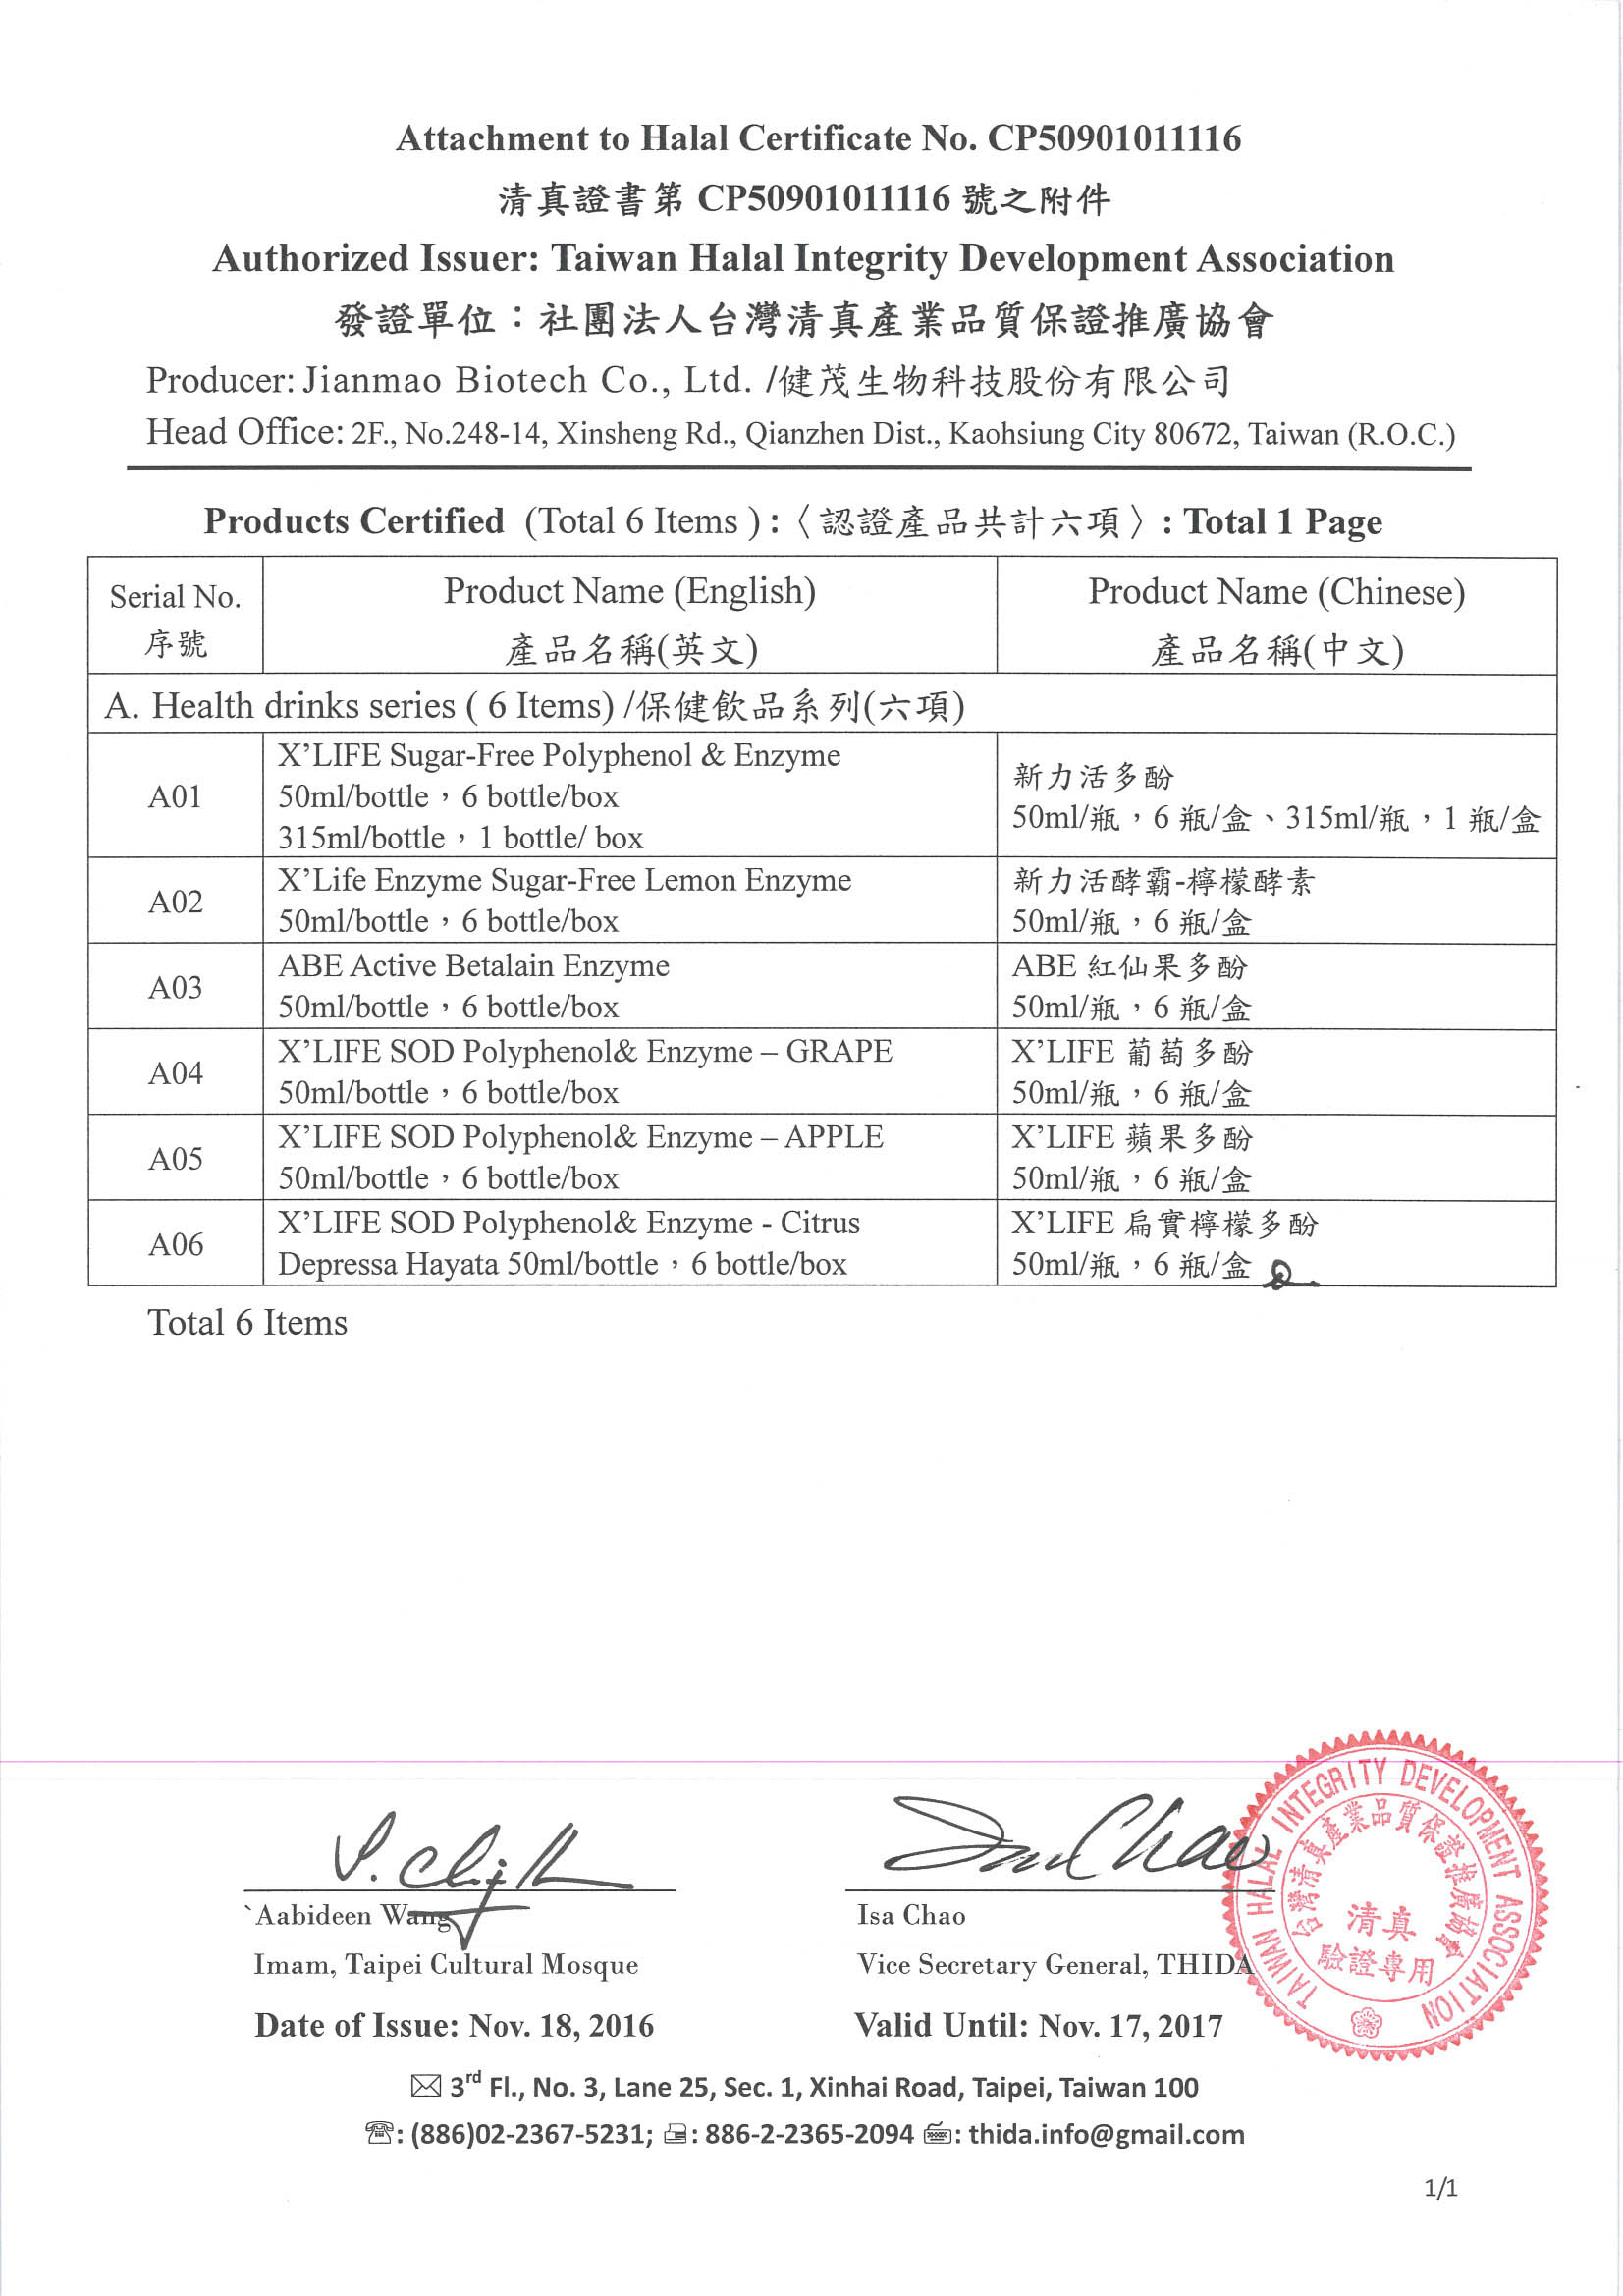 Attachment to Halal Certificate No. CP50901011116
清真證書第 CP50901011116 號之附件
Authorized Issuer: Taiwan Halal Integrity Development Association
發證單位：社團法人台灣清真產業品質保證推廣協會
Producer: Jianmao Biotech Co., Ltd. /健茂生物科技股份有限公司
Head Office: 2F., No.248-14, Xinsheng Rd., Qianzhen Dist., Kaohsiung City 80672, Taiwan (R.O.C.)
Products Certified (Total 6 Items ) :〈認證產品共計六項〉: Total 1 Page
Serial No.
序號
Product Name (English)
產品名稱(英文)
Product Name (Chinese)
產品名稱(中文)
A. Health drinks series ( 6 Items) /保健飲品系列(六項)
A01
X’LIFE Sugar-Free Polyphenol & Enzyme
50ml/bottle，6 bottle/box
315ml/bottle，1 bottle/ box
新力活多酚
50ml/瓶，6 瓶/盒、315ml/瓶，1 瓶/盒
A02
X’Life Enzyme Sugar-Free Lemon Enzyme
50ml/bottle，6 bottle/box
新力活酵霸-檸檬酵素
50ml/瓶，6 瓶/盒
A03
ABE Active Betalain Enzyme
50ml/bottle，6 bottle/box
ABE 紅仙果多酚
50ml/瓶，6 瓶/盒
A04
X’LIFE SOD Polyphenol& Enzyme – GRAPE
50ml/bottle，6 bottle/box
X’LIFE 葡萄多酚
50ml/瓶，6 瓶/盒
A05
X’LIFE SOD Polyphenol& Enzyme – APPLE
50ml/bottle，6 bottle/box
X’LIFE 蘋果多酚
50ml/瓶，6 瓶/盒
A06
X’LIFE SOD Polyphenol& Enzyme - Citrus
Depressa Hayata 50ml/bottle，6 bottle/box
X’LIFE 扁實檸檬多酚
50ml/瓶，6 瓶/盒
Total 6 Items
`Aabideen Wang
Imam, Taipei Cultural Mosque
Date of Issue: Nov. 18, 2016
Isa Chao
Isa Chao
Vice Secretary General, THIDA
Valid Until: Nov. 17, 2017
TAIWAN HALAL INTEGRITY DEVELOPMENT ASSOCIATION
台灣清真產業品質保證推廣協會
清真
驗證專用
3rd Fl., No. 3, Lane 25, Sec. 1, Xinhai Road, Taipei, Taiwan 100
: (886)02-2367-5231; : 886-2-2365-2094 : thida.info@gmail.com
1/1